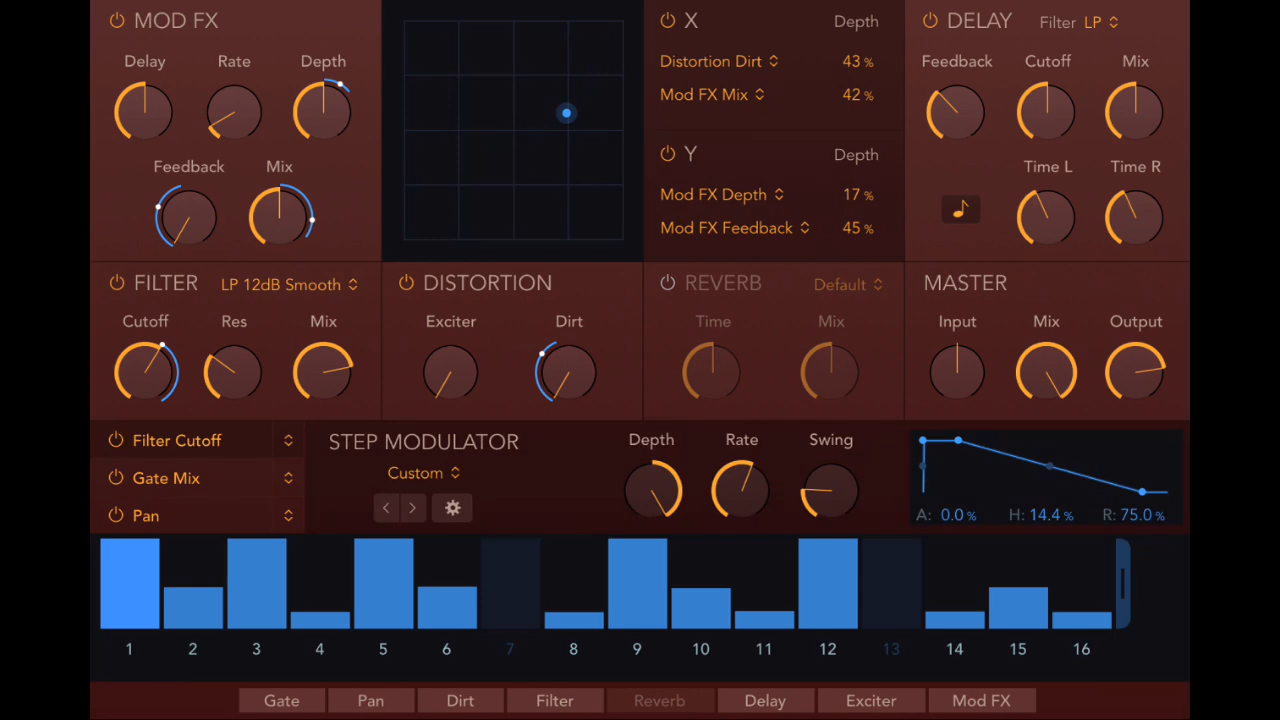 MOD FX
Delay Rate Depth
Feedback Mix
X Depth
Distortion Dirt 43 %
Mod FX Mix 42 %
Y Depth
Mod FX Depth 17 %
Mod FX Feedback 45 %
DELAY Filter LP
Feedback Cutoff Mix
Time L Time R
FILTER LP 12dB Smooth
Cutoff Res Mix
DISTORTION
Exciter Dirt
REVERB Default
Time Mix
MASTER
Input Mix Output
Filter Cutoff
Gate Mix
Pan
STEP MODULATOR
Custom
Depth Rate Swing
A: 0.0 % H: 14.4 % R: 75.0 %
1 2 3 4 5 6 7 8 9 10 11 12 13 14 15 16
Gate Pan Dirt Filter Reverb Delay Exciter Mod FX